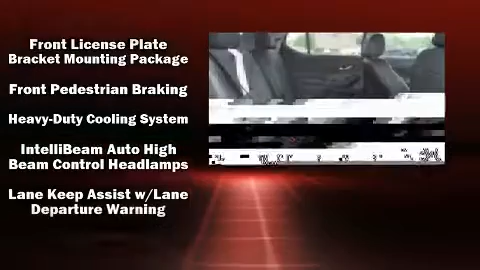 Front License Plate
Bracket Mounting Package
Front Pedestrian Braking
Heavy-Duty Cooling System
IntelliBeam Auto High
Beam Control Headlamps
Lane Keep Assist w/Lane
Departure Warning